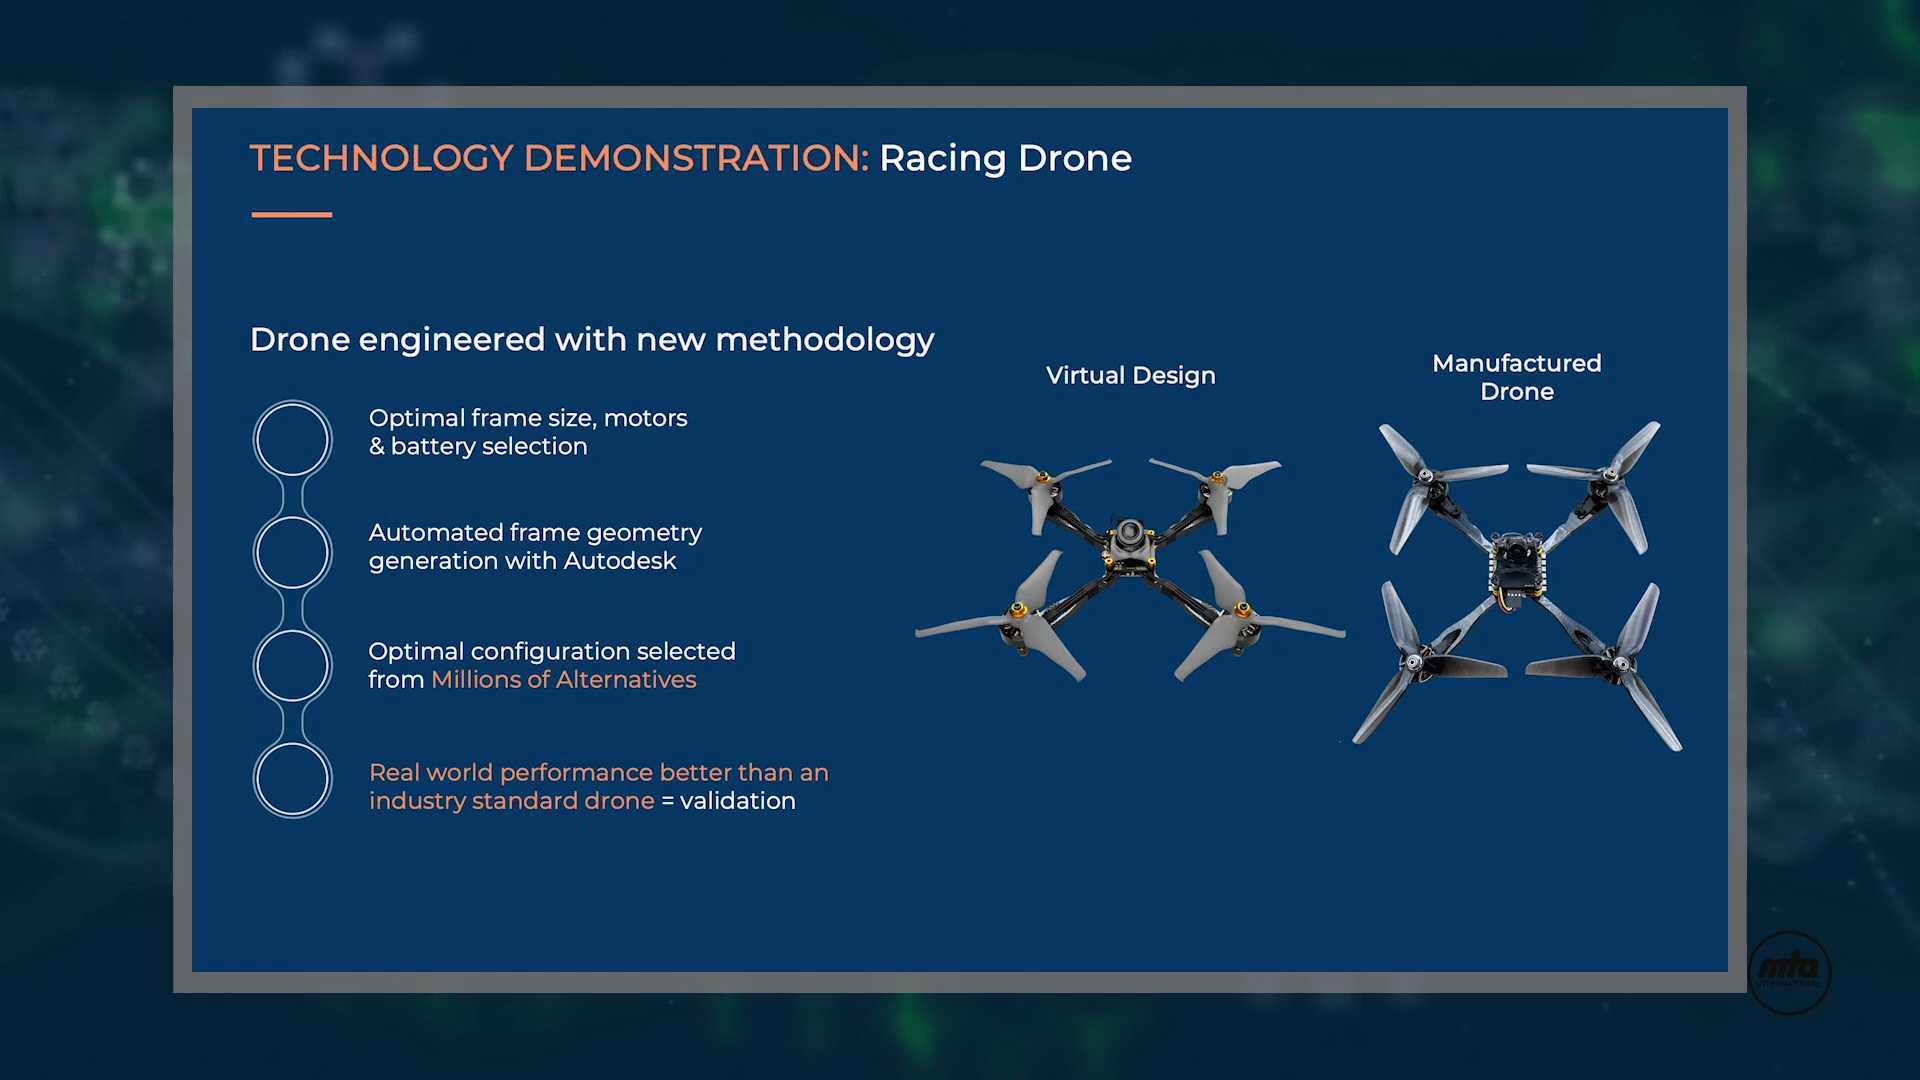 TECHNOLOGY DEMONSTRATION: Racing Drone
Drone engineered with new methodology
Optimal frame size, motors
& battery selection
Automated frame geometry
generation with Autodesk
Optimal configuration selected
from Millions of Alternatives
Real world performance better than an
industry standard drone = validation
Virtual Design
Manufactured
Drone
mia
INTERNATIONAL